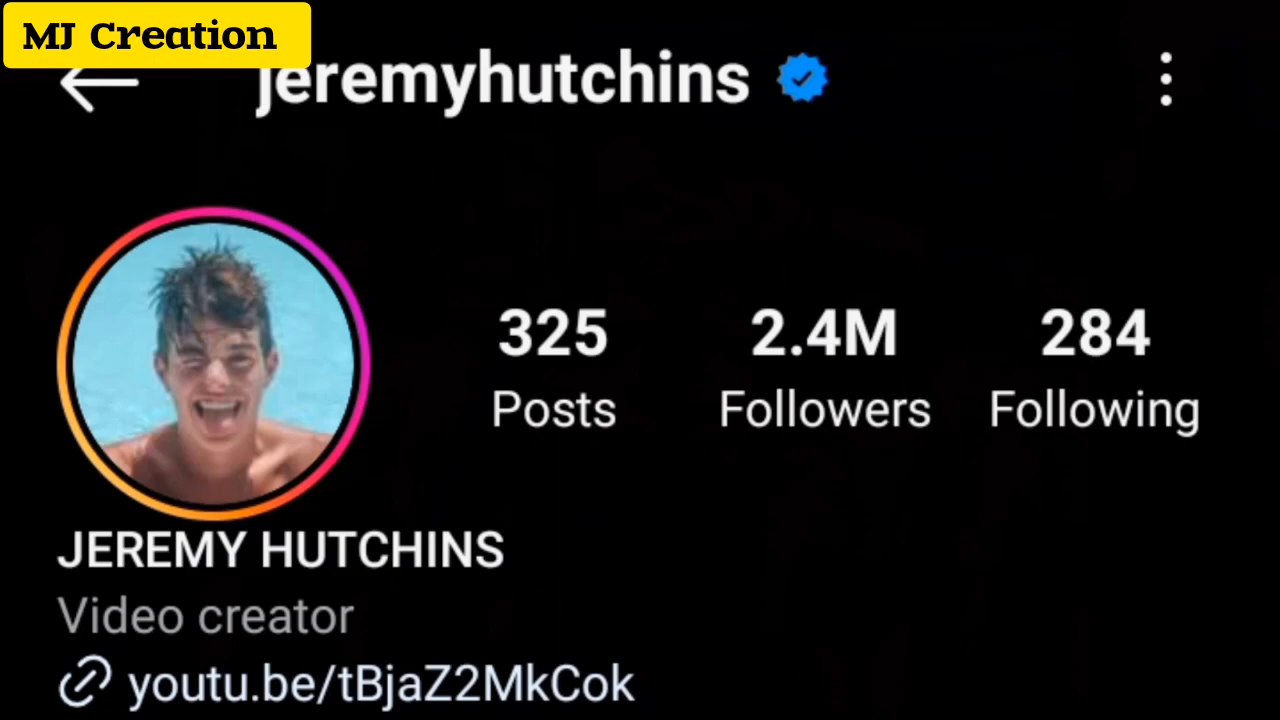 MJ Creation
jeremyhutchins
325 2.4M 284
Posts Followers Following
JEREMY HUTCHINS
Video creator
youtu.be/tBjaZ2MkCok